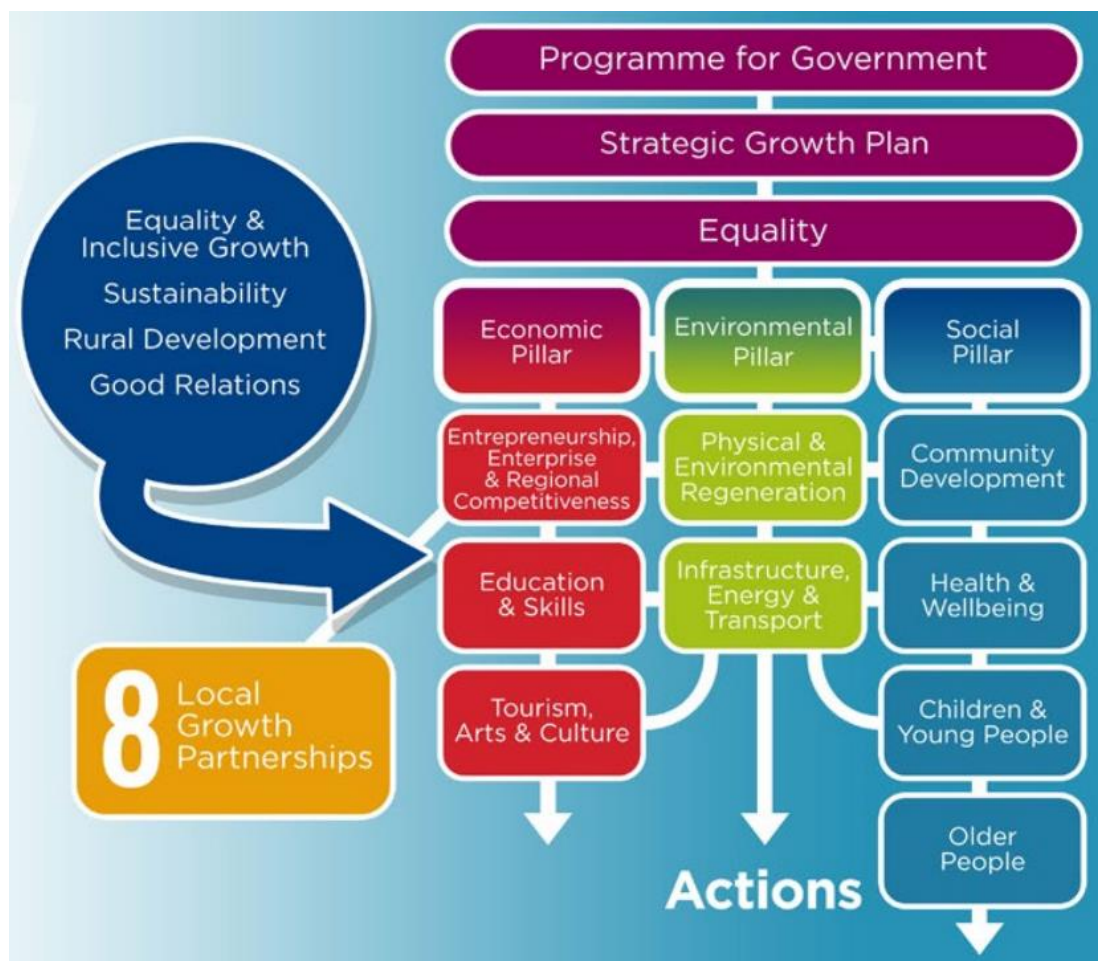 Programme for Government
Strategic Growth Plan
Equality
Equality &
Inclusive Growth
Sustainability
Rural Development
Good Relations
8
Local
Growth
Partnerships
Economic
Pillar
Entrepreneurship,
Enterprise
& Regional
Competitiveness
Education
& Skills
Tourism,
Arts & Culture
Environmental
Pillar
Physical &
Environmental
Regeneration
Infrastructure,
Energy &
Transport
Social
Pillar
Community
Development
Health &
Wellbeing
Children &
Young People
Older
People
Actions